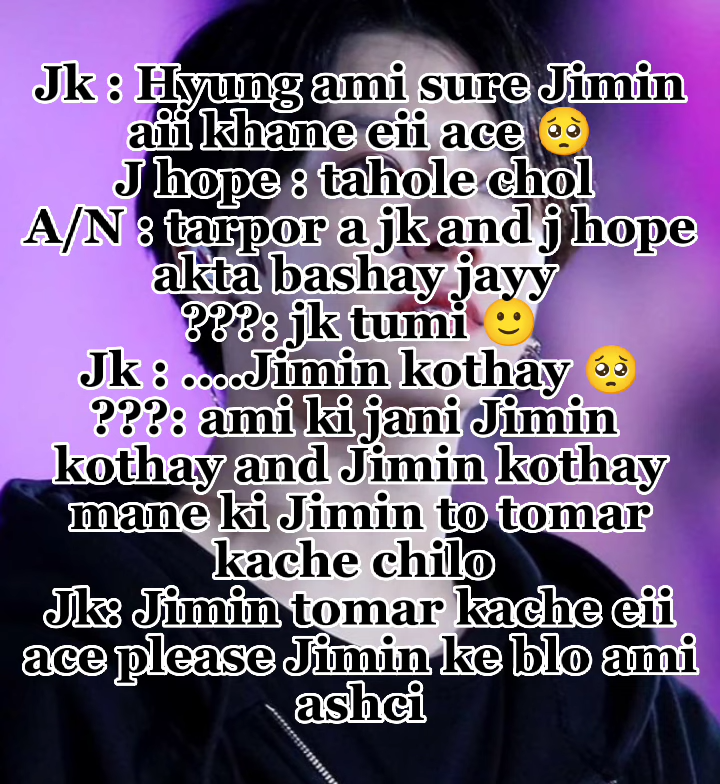 Jk : Hyung ami sure Jimin
aii khane eii ace 🥺
J hope : tahole chol
A/N : tarpor a jk and j hope
akta bashay jayy
???: jk tumi 🙂
Jk : ....Jimin kothay 🥺
???: ami ki jani Jimin
kothay and Jimin kothay
mane ki Jimin to tomar
kache chilo
Jk: Jimin tomar kache eii
ace please Jimin ke blo ami
ashci